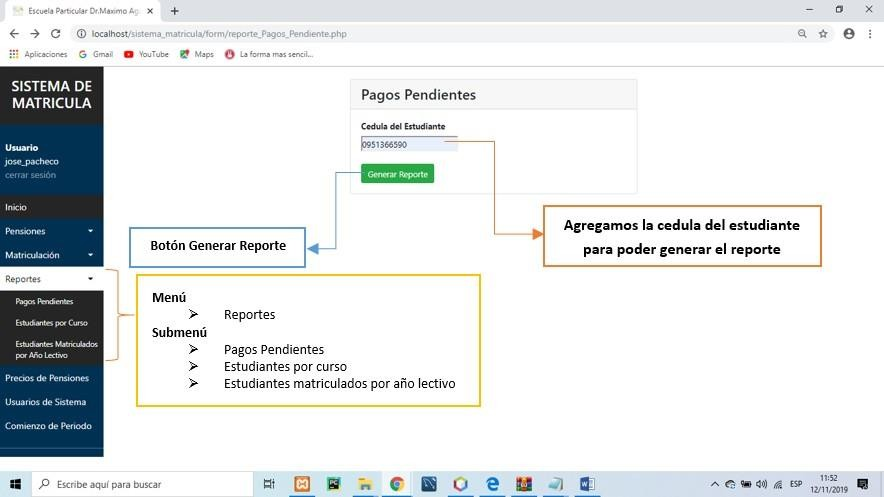 Escuela Particular Dr.Maximo Ag
localhost/sistema_matricula/form/reporte_Pagos_Pendiente.php
Aplicaciones Gmail YouTube Maps La forma mas sencil...
SISTEMA DE
MATRICULA
Usuario
jose_pacheco
cerrar sesión
Inicio
Pensiones
Matriculación
Reportes
Pagos Pendientes
Estudiantes por Curso
Estudiantes Matriculados
por Año Lectivo
Precios de Pensiones
Usuarios de Sistema
Comienzo de Periodo
Pagos Pendientes
Cedula del Estudiante
0951366590
Generar Reporte
Botón Generar Reporte
Agregamos la cedula del estudiante
para poder generar el reporte
Menú
➢ Reportes
Submenú
➢ Pagos Pendientes
➢ Estudiantes por curso
➢ Estudiantes matriculados por año lectivo
Escribe aquí para buscar
ESP
11:52
12/11/2019